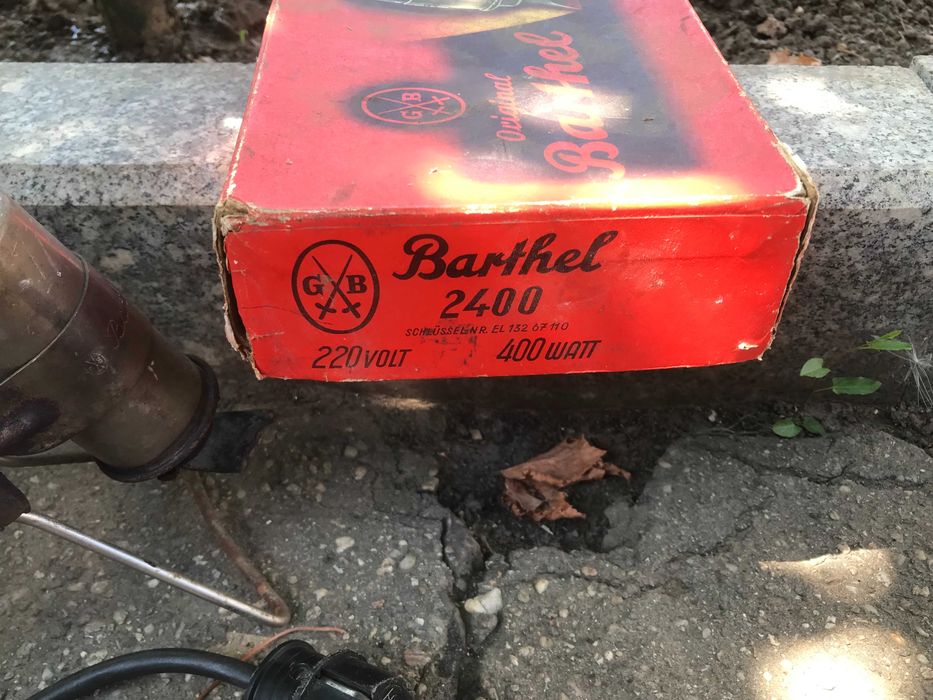 Original
Barthel
GB
GB
Barthel
2400
SCHLÜSSEL-NR. EL 132 67 110
220 VOLT
400 WATT